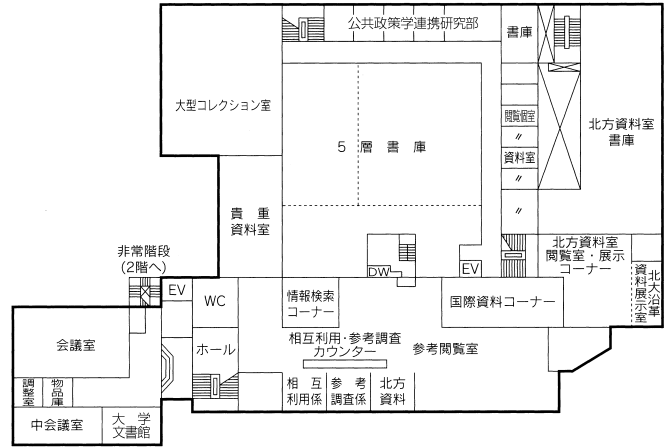 公共政策学連携研究部
書庫
大型コレクション室
5層書庫
閲覧個室
〃
資料室
〃
〃
北方資料室
書庫
貴重
資料室
北方資料室
閲覧室・展示
コーナー
北大沿革
資料展示室
非常階段
(2階へ)
DW
EV
EV
WC
情報検索
コーナー
国際資料コーナー
会議室
ホール
相互利用・参考調査
カウンター
参考閲覧室
調整室
物品庫
相互
利用係
参考
調査係
北方
資料
中会議室
大学
文書館